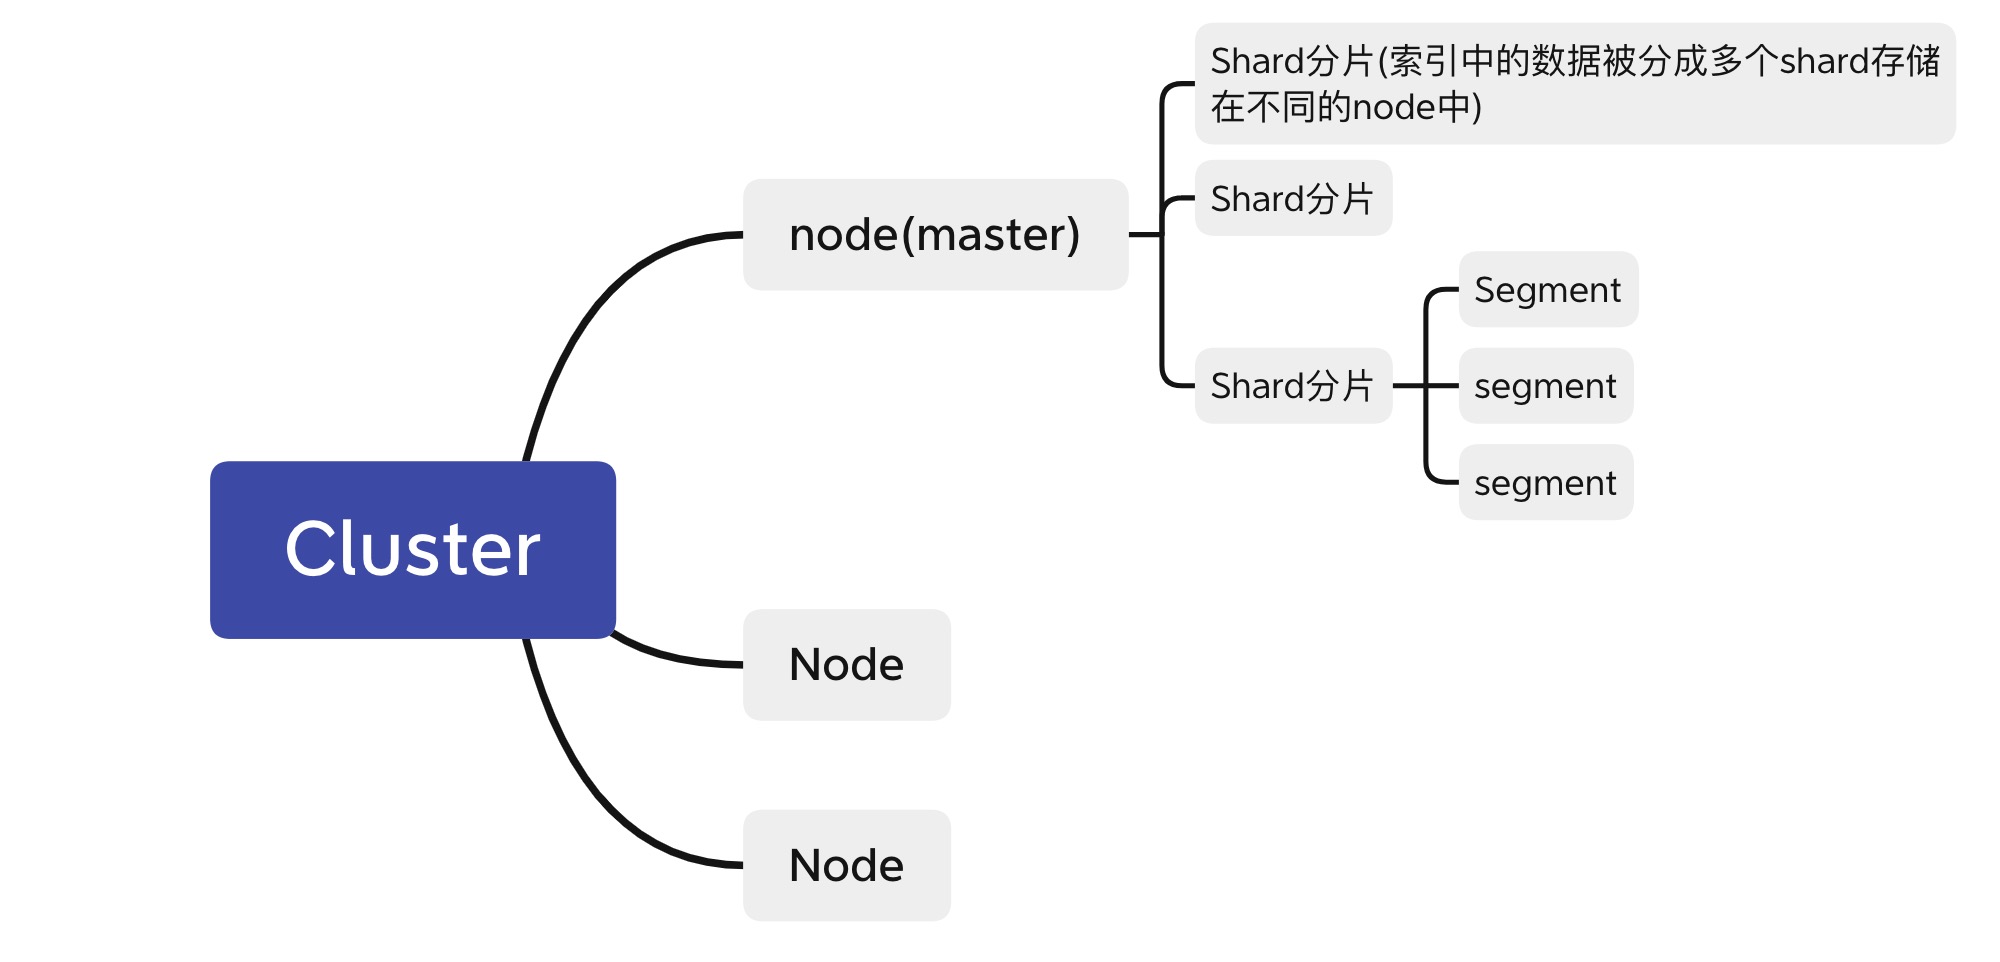 Shard分片(索引中的数据被分成多个shard存储
在不同的node中)
Shard分片
node(master)
Segment
Shard分片
segment
segment
Cluster
Node
Node